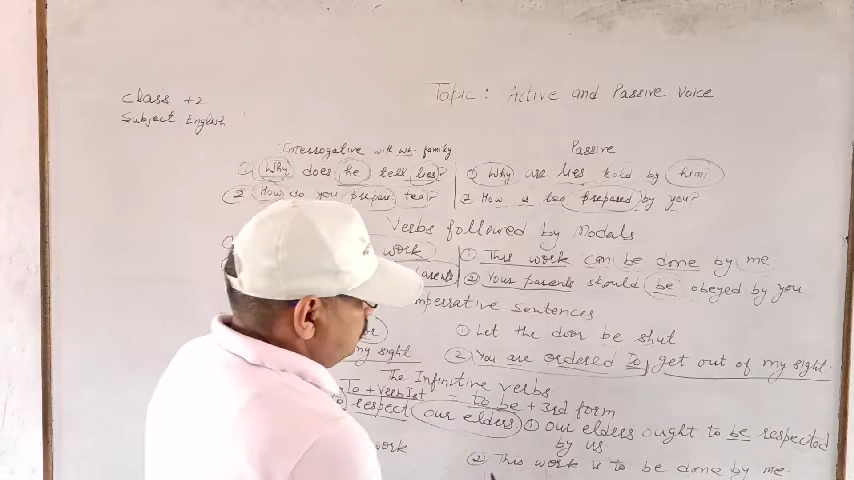 Class +2
Topic: Active and Passive Voice
Subject English
Interrogative with wh-family
Passive
① Why does he tell lies?
① Why are lies told by him?
2 How do you prepare tea?
2 How is tea prepared by you?
Verbs followed by Modals
work
① This work can be done by me
parents
② Your parents should be obeyed by you.
Sentences
① Let the door be shut
my sight
② You are ordered to get out of my sight.
The Infinitive verbs
To + Verb Ist = to be + 3rd form
respect our elders
① Our elders ought to be respected
by us.
work
② This work is to be done by me.